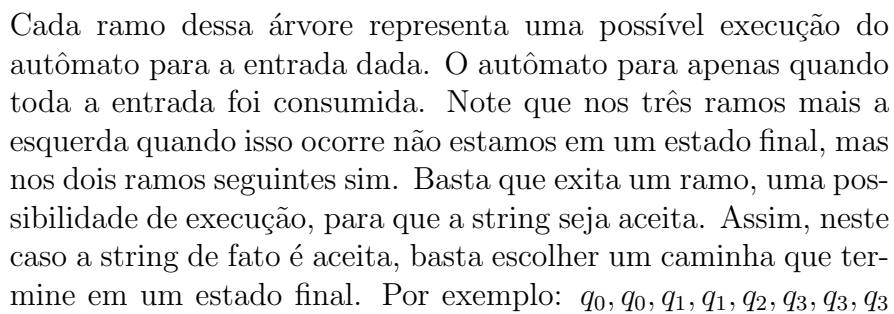 Cada ramo dessa árvore representa uma possível execução do
autômato para a entrada dada. O autômato para apenas quando
toda a entrada foi consumida. Note que nos três ramos mais a
esquerda quando isso ocorre não estamos em um estado final, mas
nos dois ramos seguintes sim. Basta que exita um ramo, uma pos-
sibilidade de execução, para que a string seja aceita. Assim, neste
caso a string de fato é aceita, basta escolher um caminha que ter-
mine em um estado final. Por exemplo: q₀, q₀, q₁, q₁, q₂, q₃, q₃, q₃